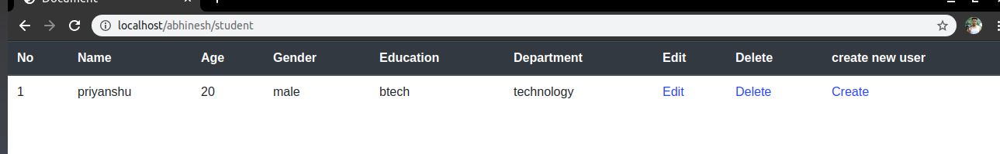 Document
localhost/abhinesh/student
No Name Age Gender Education Department Edit Delete create new user
1 priyanshu 20 male btech technology Edit Delete Create